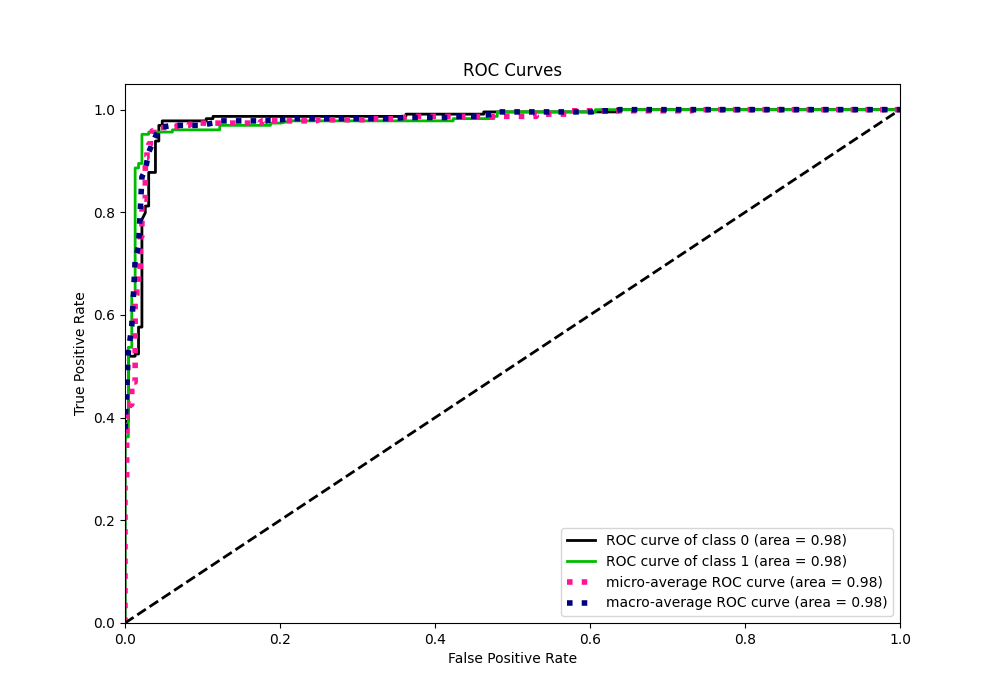 ROC Curves
True Positive Rate
1.0
0.8
0.6
0.4
0.2
0.0
0.0 0.2 0.4 0.6 0.8 1.0
False Positive Rate
ROC curve of class 0 (area = 0.98)
ROC curve of class 1 (area = 0.98)
micro-average ROC curve (area = 0.98)
macro-average ROC curve (area = 0.98)